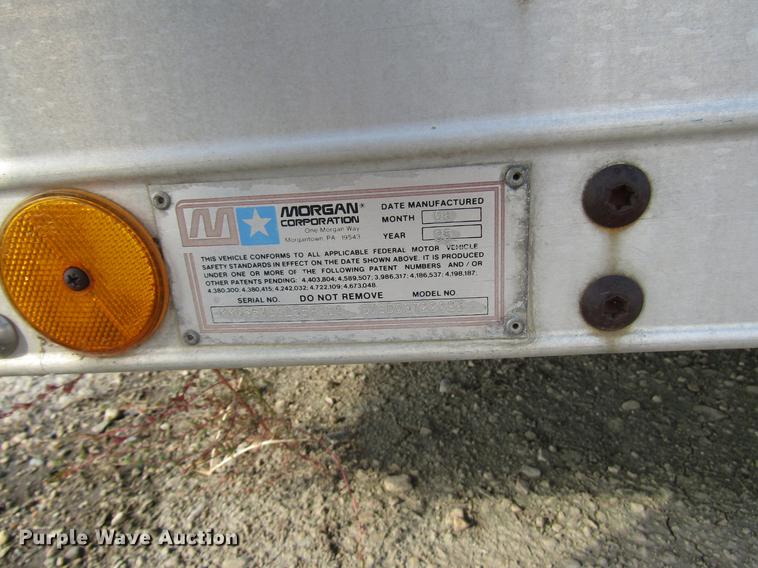 M
MORGAN®
CORPORATION
One Morgan Way
Morgantown, PA 19543
DATE MANUFACTURED
MONTH
YEAR
THIS VEHICLE CONFORMS TO ALL APPLICABLE FEDERAL MOTOR VEHICLE
SAFETY STANDARDS IN EFFECT ON THE DATE SHOWN ABOVE. IT IS PRODUCED
UNDER ONE OR MORE OF THE FOLLOWING PATENT NUMBERS AND/OR
OTHER PATENTS PENDING: 4,403,804; 4,589,507; 3,986,317; 4,186,537; 4,198,187;
4,380,300; 4,380,415; 4,242,032; 4,722,109; 4,673,048.
SERIAL NO. DO NOT REMOVE MODEL NO.
Purple Wave Auction®